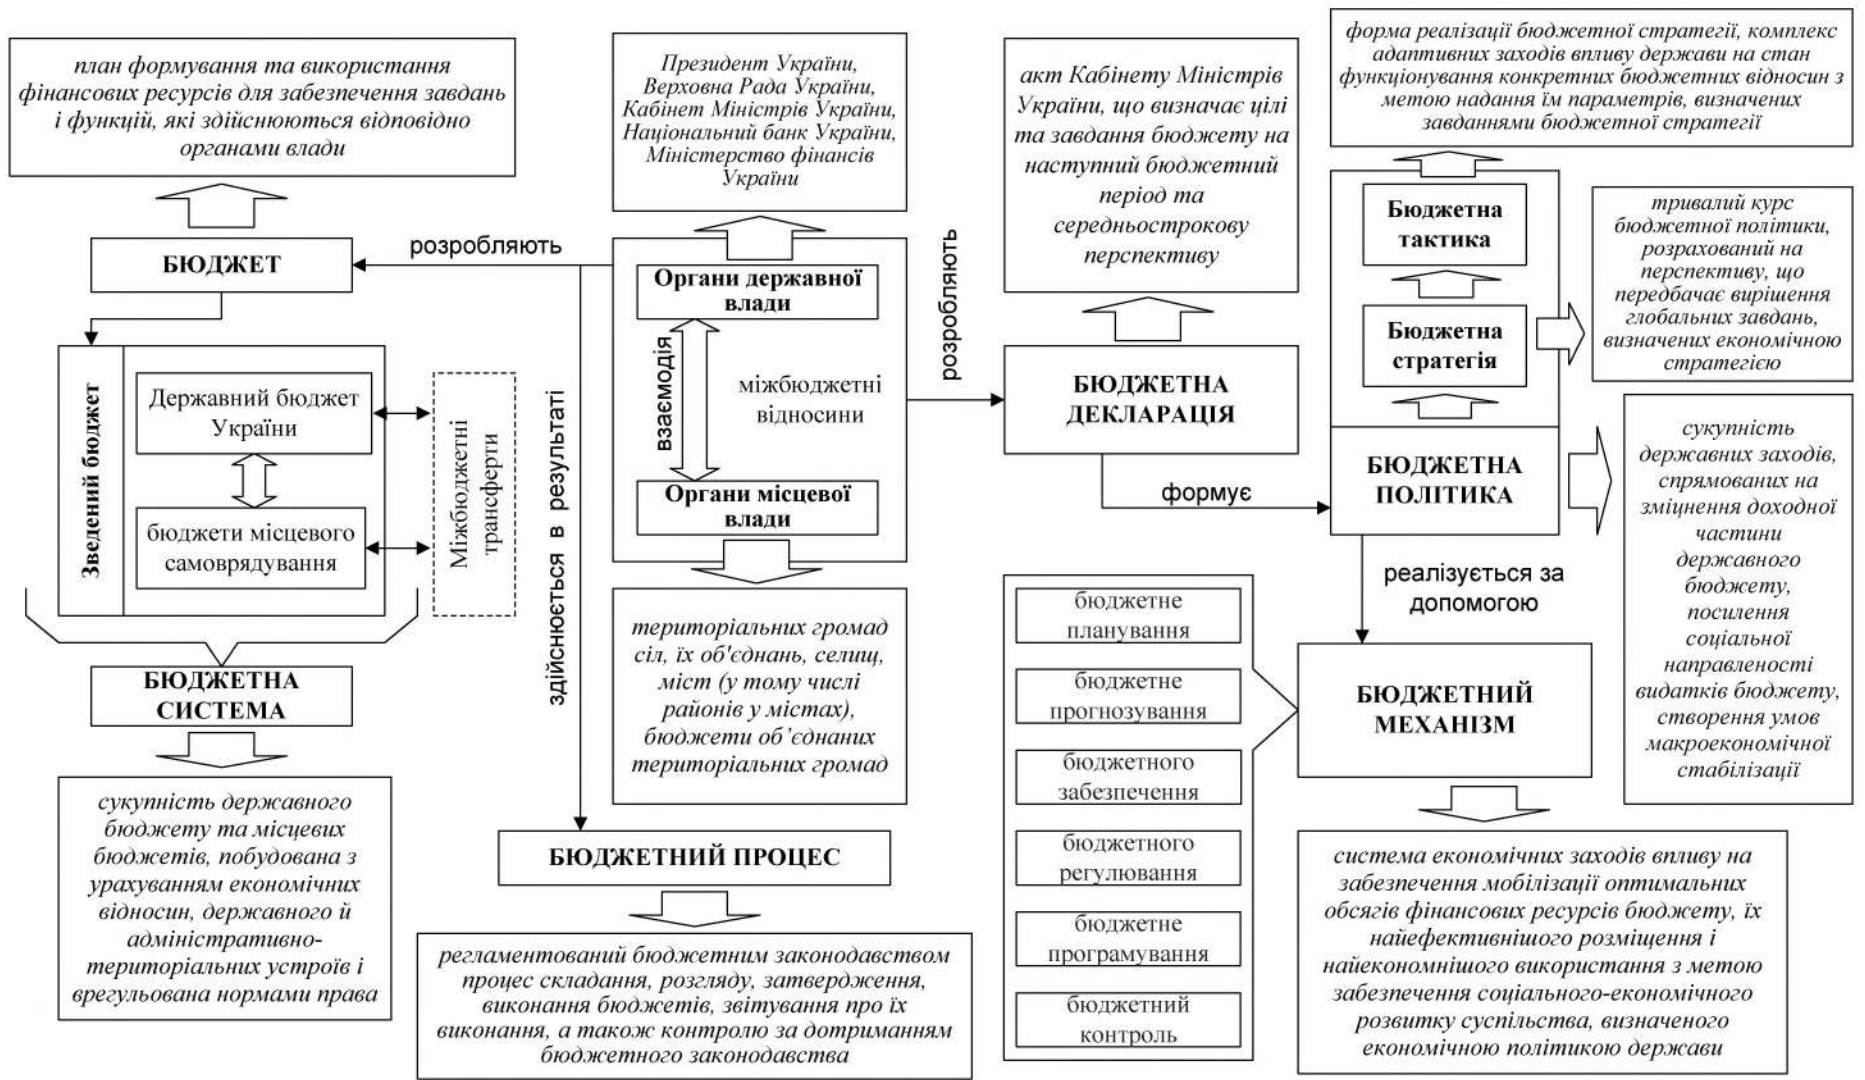 план формування та використання
фінансових ресурсів для забезпечення завдань
і функцій, які здійснюються відповідно
органами влади
БЮДЖЕТ
розробляють
Зведений бюджет
Державний бюджет
України
бюджети місцевого
самоврядування
Міжбюджетні
трансферти
БЮДЖЕТНА
СИСТЕМА
сукупність державного
бюджету та місцевих
бюджетів, побудована з
урахуванням економічних
відносин, державного й
адміністративно-
територіальних устроїв і
врегульована нормами права
Президент України,
Верховна Рада України,
Кабінет Міністрів України,
Національний банк України,
Міністерство фінансів
України
Органи державної
влади
взаємодія
міжбюджетні
відносини
Органи місцевої
влади
територіальних громад
сіл, їх об'єднань, селищ,
міст (у тому числі
районів у містах),
бюджети об’єднаних
територіальних громад
здійснюється в результаті
БЮДЖЕТНИЙ ПРОЦЕС
регламентований бюджетним законодавством
процес складання, розгляду, затвердження,
виконання бюджетів, звітування про їх
виконання, а також контролю за дотриманням
бюджетного законодавства
розробляють
акт Кабінету Міністрів
України, що визначає цілі
та завдання бюджету на
наступний бюджетний
період та
середньострокову
перспективу
БЮДЖЕТНА
ДЕКЛАРАЦІЯ
формує
форма реалізації бюджетної стратегії, комплекс
адаптивних заходів впливу держави на стан
функціонування конкретних бюджетних відносин з
метою надання їм параметрів, визначених
завданнями бюджетної стратегії
Бюджетна
тактика
Бюджетна
стратегія
тривалий курс
бюджетної політики,
розрахований на
перспективу, що
передбачає вирішення
глобальних завдань,
визначених економічною
стратегією
БЮДЖЕТНА
ПОЛІТИКА
сукупність
державних заходів,
спрямованих на
зміцнення доходної
частини
державного
бюджету,
посилення
соціальної
направленості
видатків бюджету,
створення умов
макроекономічної
стабілізації
реалізується за
допомогою
бюджетне
планування
бюджетне
прогнозування
бюджетного
забезпечення
бюджетного
регулювання
бюджетне
програмування
бюджетний
контроль
БЮДЖЕТНИЙ
МЕХАНІЗМ
система економічних заходів впливу на
забезпечення мобілізації оптимальних
обсягів фінансових ресурсів бюджету, їх
найефективнішого розміщення і
найекономнішого використання з метою
забезпечення соціального-економічного
розвитку суспільства, визначеного
економічною політикою держави